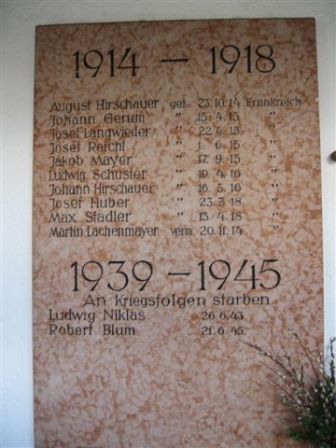 1914 – 1918
August Hirschauer gef. 23.10.14 Frankreich
Johann Gerum " 13.4.15 "
Josef Langwieder " 22.6.15 "
Josef Reichl " 1.6.15 "
Jakob Mayer " 17.9.15 "
Ludwig Schuster " 10.4.16 "
Johann Hirschauer " 16.5.16 "
Josef Huber " 23.3.18 "
Max Stadler " 13.4.18 "
Martin Lachenmayer verm. 20.11.14 "
1939 – 1945
An Kriegsfolgen starben
Ludwig Niklas 26.6.43
Robert Blum 21.6.45